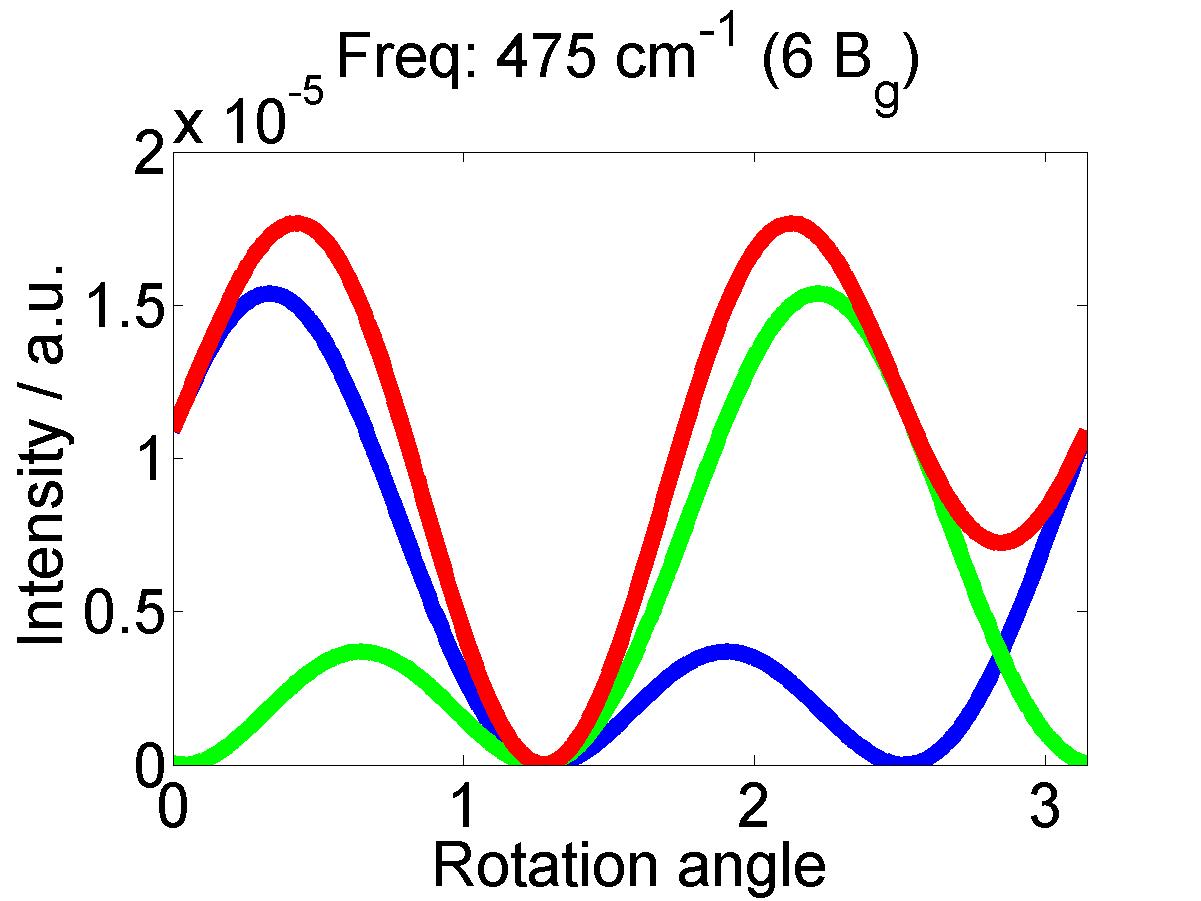 Freq: 475 cm-1 (6 Bg)
x 10-5
2
1.5
1
0.5
0
Intensity / a.u.
0 1 2 3
Rotation angle